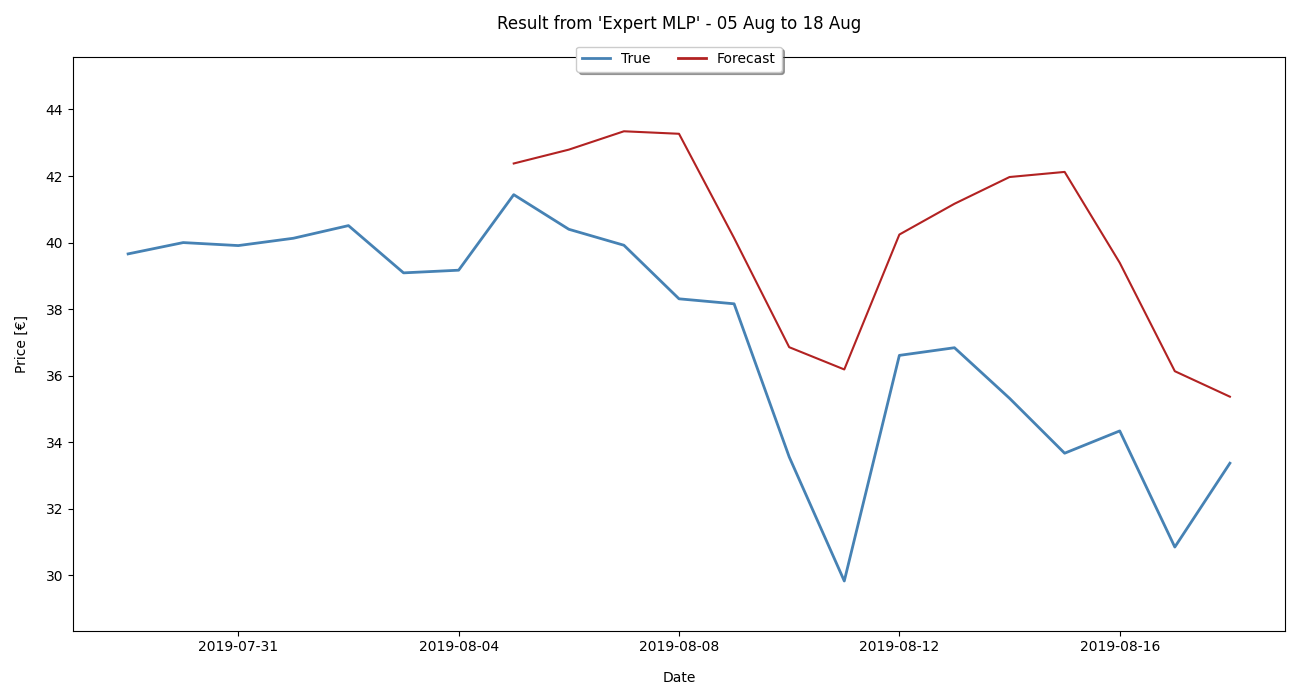 Result from 'Expert MLP' - 05 Aug to 18 Aug
True Forecast
44
42
40
38
36
34
32
30
Price [€]
2019-07-31 2019-08-04 2019-08-08 2019-08-12 2019-08-16
Date